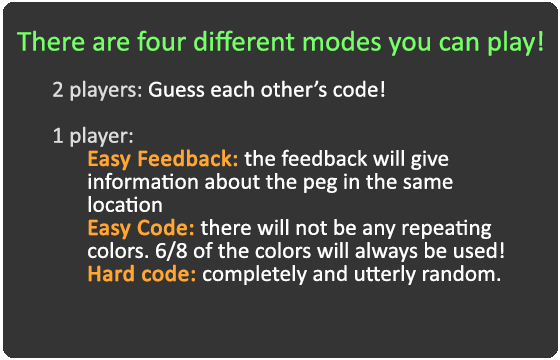 There are four different modes you can play!
2 players: Guess each other’s code!
1 player:
Easy Feedback: the feedback will give
information about the peg in the same
location
Easy Code: there will not be any repeating
colors. 6/8 of the colors will always be used!
Hard code: completely and utterly random.